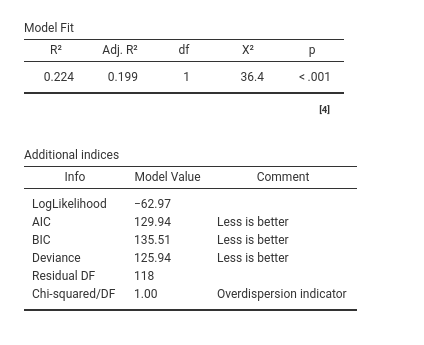 Model Fit
R² Adj. R² df X² p
0.224 0.199 1 36.4 < .001
[4]
Additional indices
Info Model Value Comment
LogLikelihood −62.97
AIC 129.94 Less is better
BIC 135.51 Less is better
Deviance 125.94 Less is better
Residual DF 118
Chi-squared/DF 1.00 Overdispersion indicator